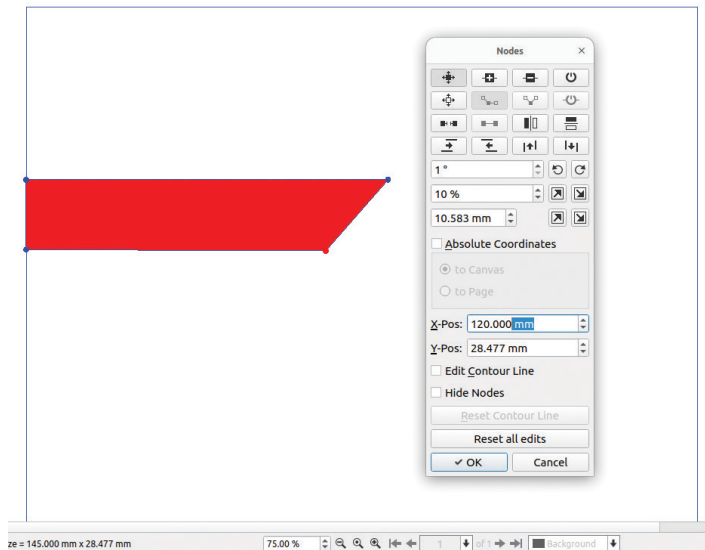 Nodes
1 °
10 %
10.583 mm
Absolute Coordinates
to Canvas
to Page
X-Pos: 120.000 mm
Y-Pos: 28.477 mm
Edit Contour Line
Hide Nodes
Reset Contour Line
Reset all edits
OK Cancel
ze = 145.000 mm x 28.477 mm 75.00 % 1 of 1 Background